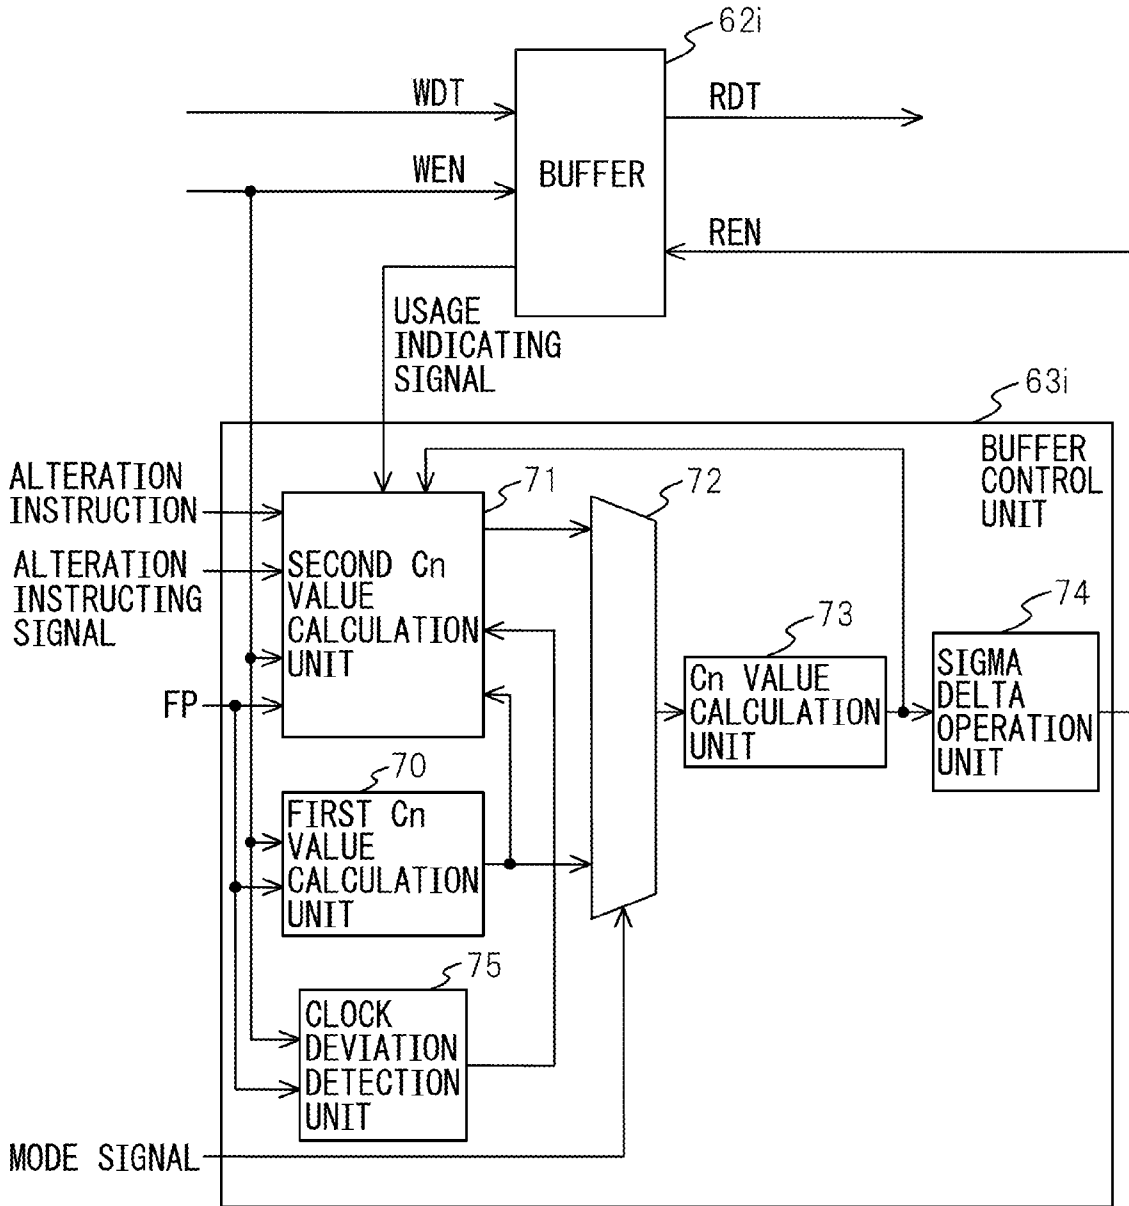 62i
WDT
RDT
WEN
BUFFER
REN
USAGE
INDICATING
SIGNAL
63i
BUFFER
CONTROL
UNIT
ALTERATION
INSTRUCTION
71
72
ALTERATION
INSTRUCTING
SIGNAL
SECOND Cn
VALUE
CALCULATION
UNIT
73
74
FP
Cn VALUE
CALCULATION
UNIT
SIGMA
DELTA
OPERATION
UNIT
70
FIRST Cn
VALUE
CALCULATION
UNIT
75
CLOCK
DEVIATION
DETECTION
UNIT
MODE SIGNAL